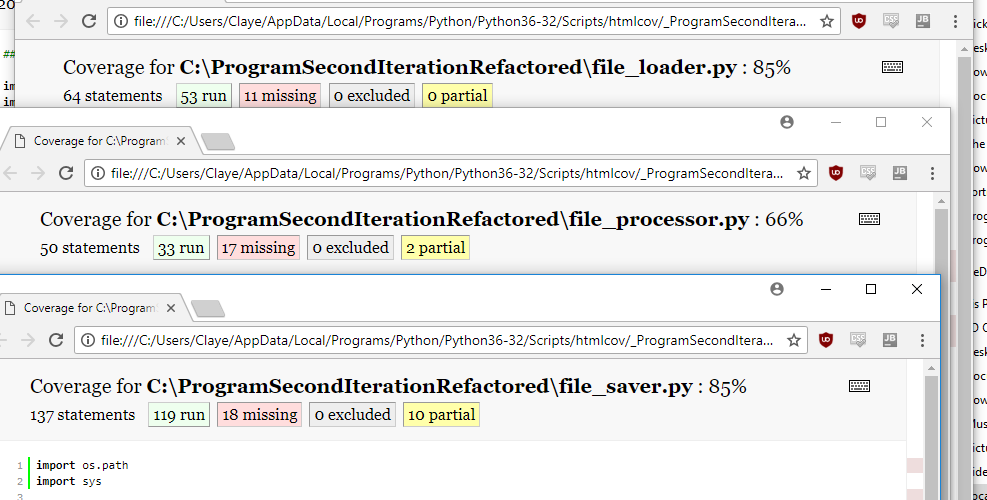 file:///C:/Users/Claye/AppData/Local/Programs/Python/Python36-32/Scripts/htmlcov/_ProgramSecondItera...
Coverage for C:\ProgramSecondIterationRefactored\file_loader.py : 85%
64 statements 53 run 11 missing 0 excluded 0 partial
Coverage for C:\Program
file:///C:/Users/Claye/AppData/Local/Programs/Python/Python36-32/Scripts/htmlcov/_ProgramSecondItera...
Coverage for C:\ProgramSecondIterationRefactored\file_processor.py : 66%
50 statements 33 run 17 missing 0 excluded 2 partial
Coverage for C:\Program
file:///C:/Users/Claye/AppData/Local/Programs/Python/Python36-32/Scripts/htmlcov/_ProgramSecondItera...
Coverage for C:\ProgramSecondIterationRefactored\file_saver.py : 85%
137 statements 119 run 18 missing 0 excluded 10 partial
1 import os.path
2 import sys
3